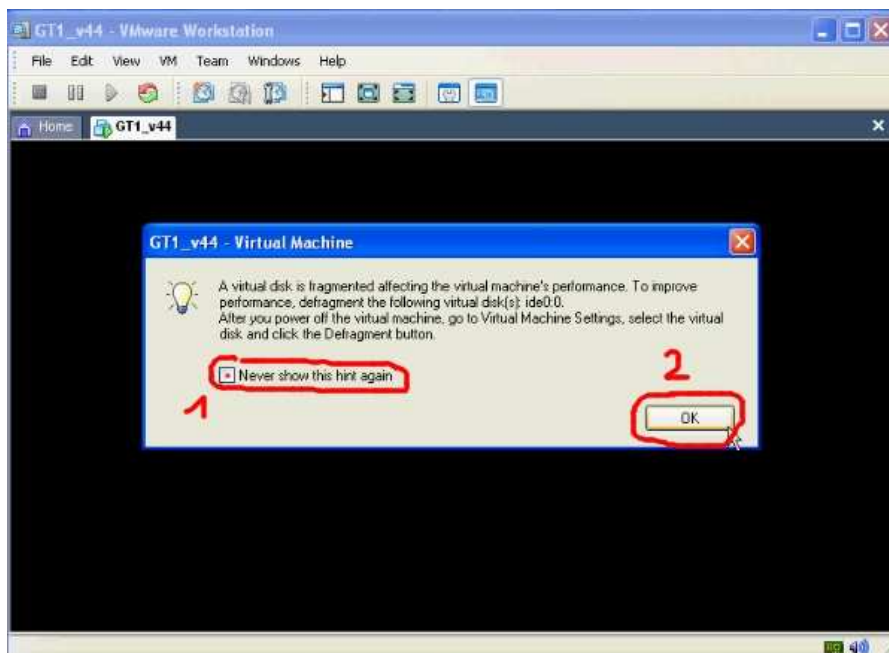 GT1_v44 - VMware Workstation
File Edit View VM Team Windows Help
Home GT1_v44
GT1_v44 - Virtual Machine
A virtual disk is fragmented affecting the virtual machine's performance. To improve
performance, defragment the following virtual disk(s): ide0:0.
After you power off the virtual machine, go to Virtual Machine Settings, select the virtual
disk and click the Defragment button.
Never show this hint again
1
2
OK